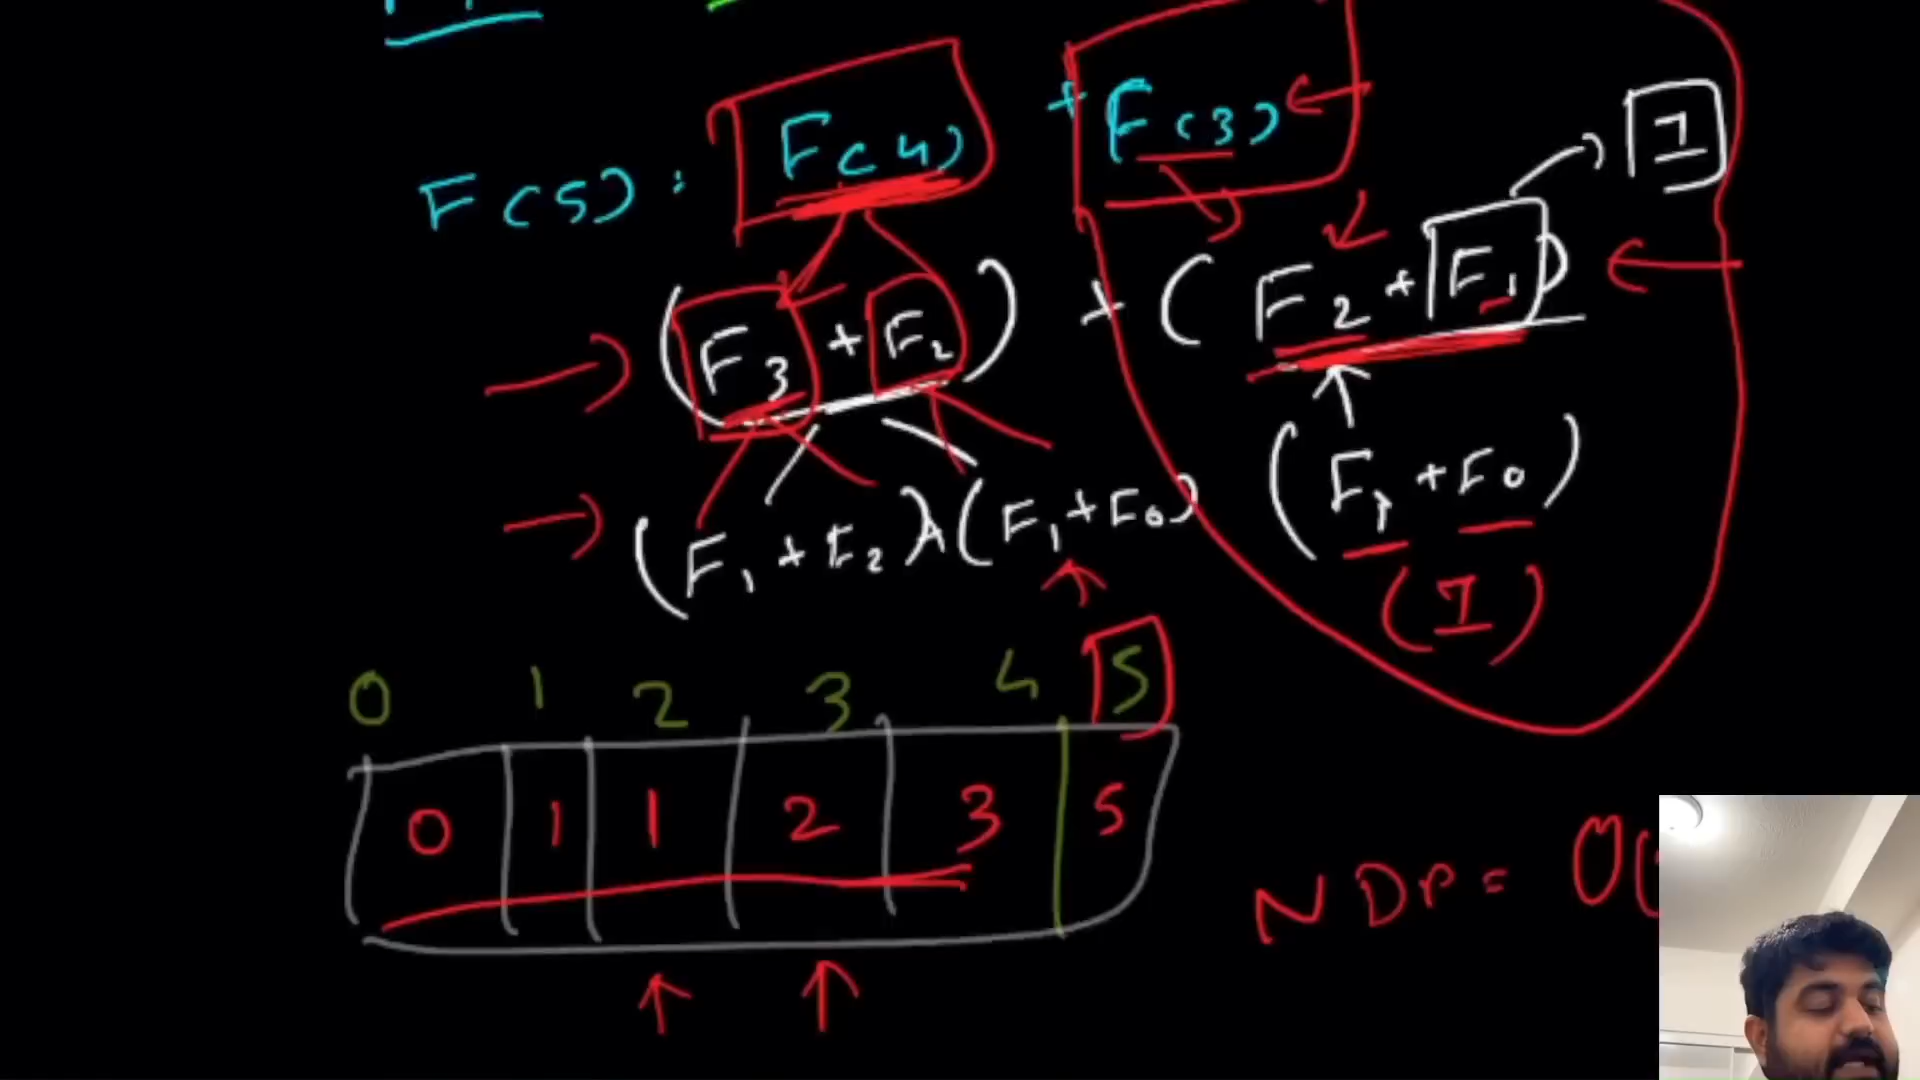 F(5) : F(4) + F(3)
1
(F3 + F2) + (F2 + F1)
(F1 + F2) + (F1 + F0)
(F1 + F0)
(1)
0 1 2 3 4 5
0 1 1 2 3 5
NDP = O(